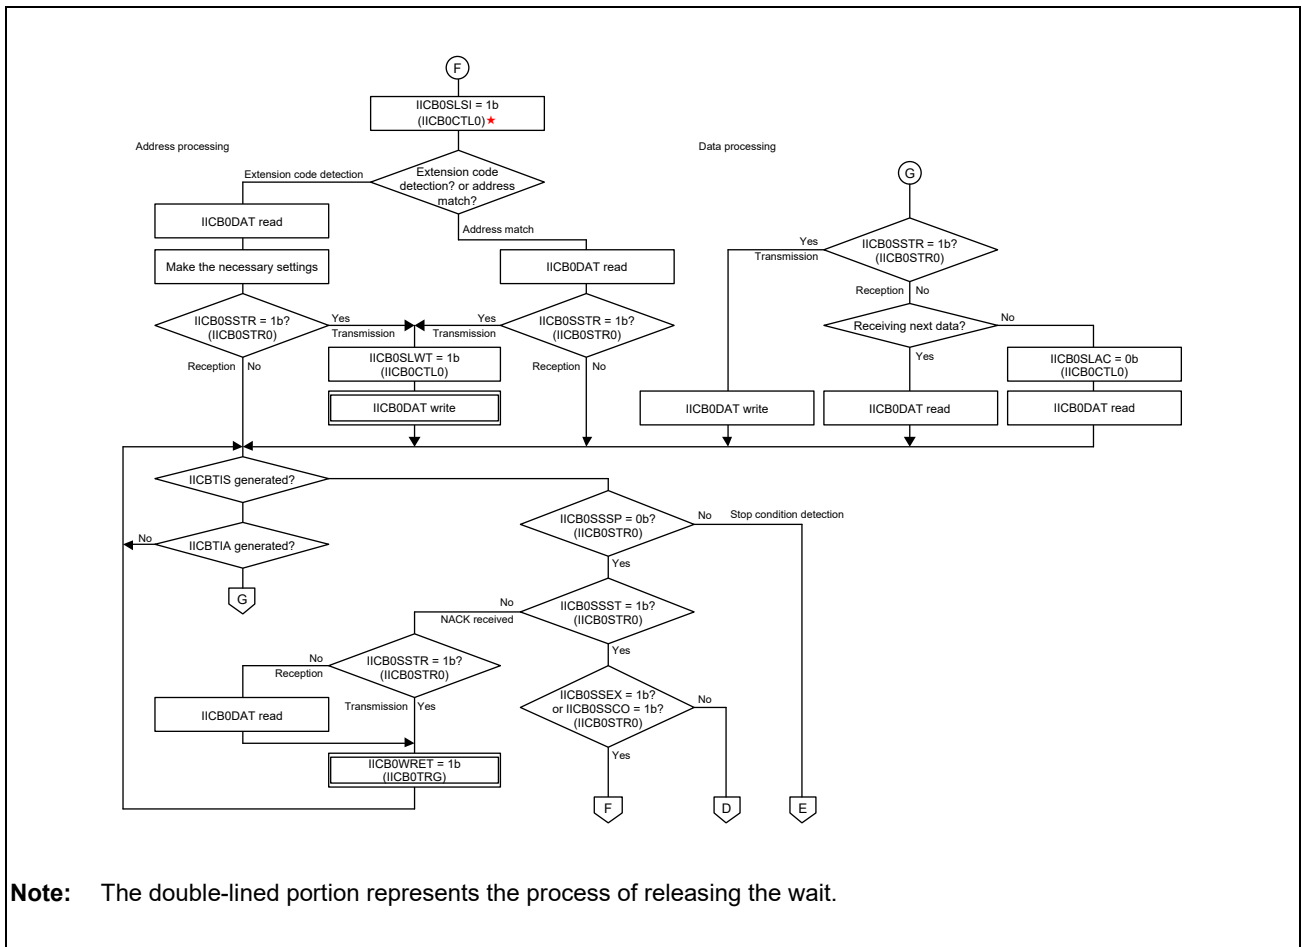 F
IICB0SLSI = 1b
(IICB0CTL0)★
Address processing
Data processing
Extension code detection
Extension code
detection? or address
match?
G
IICB0DAT read
Address match
Yes
Transmission
IICB0SSTR = 1b?
(IICB0STR0)
Make the necessary settings
IICB0DAT read
Reception
No
IICB0SSTR = 1b?
(IICB0STR0)
Yes
Transmission
Yes
Transmission
IICB0SSTR = 1b?
(IICB0STR0)
Receiving next data?
No
Reception
No
IICB0SLWT = 1b
(IICB0CTL0)
Reception
No
Yes
IICB0SLAC = 0b
(IICB0CTL0)
IICB0DAT write
IICB0DAT write
IICB0DAT read
IICB0DAT read
IICBTIS generated?
IICB0SSSP = 0b?
(IICB0STR0)
No
Stop condition detection
No
IICBTIA generated?
Yes
G
No
NACK received
IICB0SSST = 1b?
(IICB0STR0)
Yes
No
Reception
IICB0SSTR = 1b?
(IICB0STR0)
IICB0SSEX = 1b?
or IICB0SSCO = 1b?
(IICB0STR0)
No
IICB0DAT read
Transmission
Yes
Yes
IICB0WRET = 1b
(IICB0TRG)
F
D
E
Note: The double-lined portion represents the process of releasing the wait.